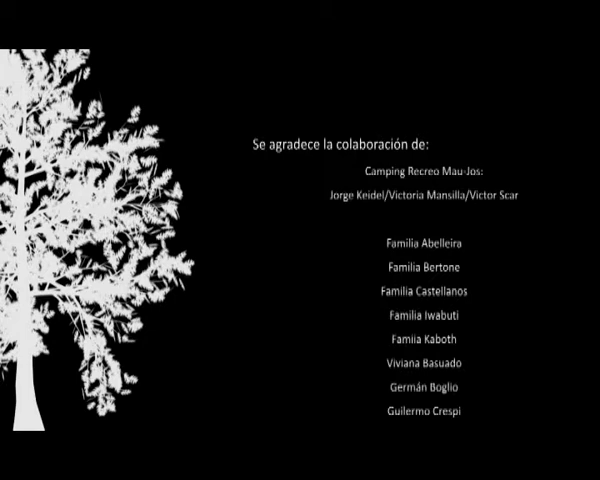 Se agradece la colaboración de:
Camping Recreo Mau-Jos:
Jorge Keidel/Victoria Mansilla/Victor Scar
Familia Abelleira
Familia Bertone
Familia Castellanos
Familia Iwabuti
Famiia Kaboth
Viviana Basuado
Germán Boglio
Guilermo Crespi